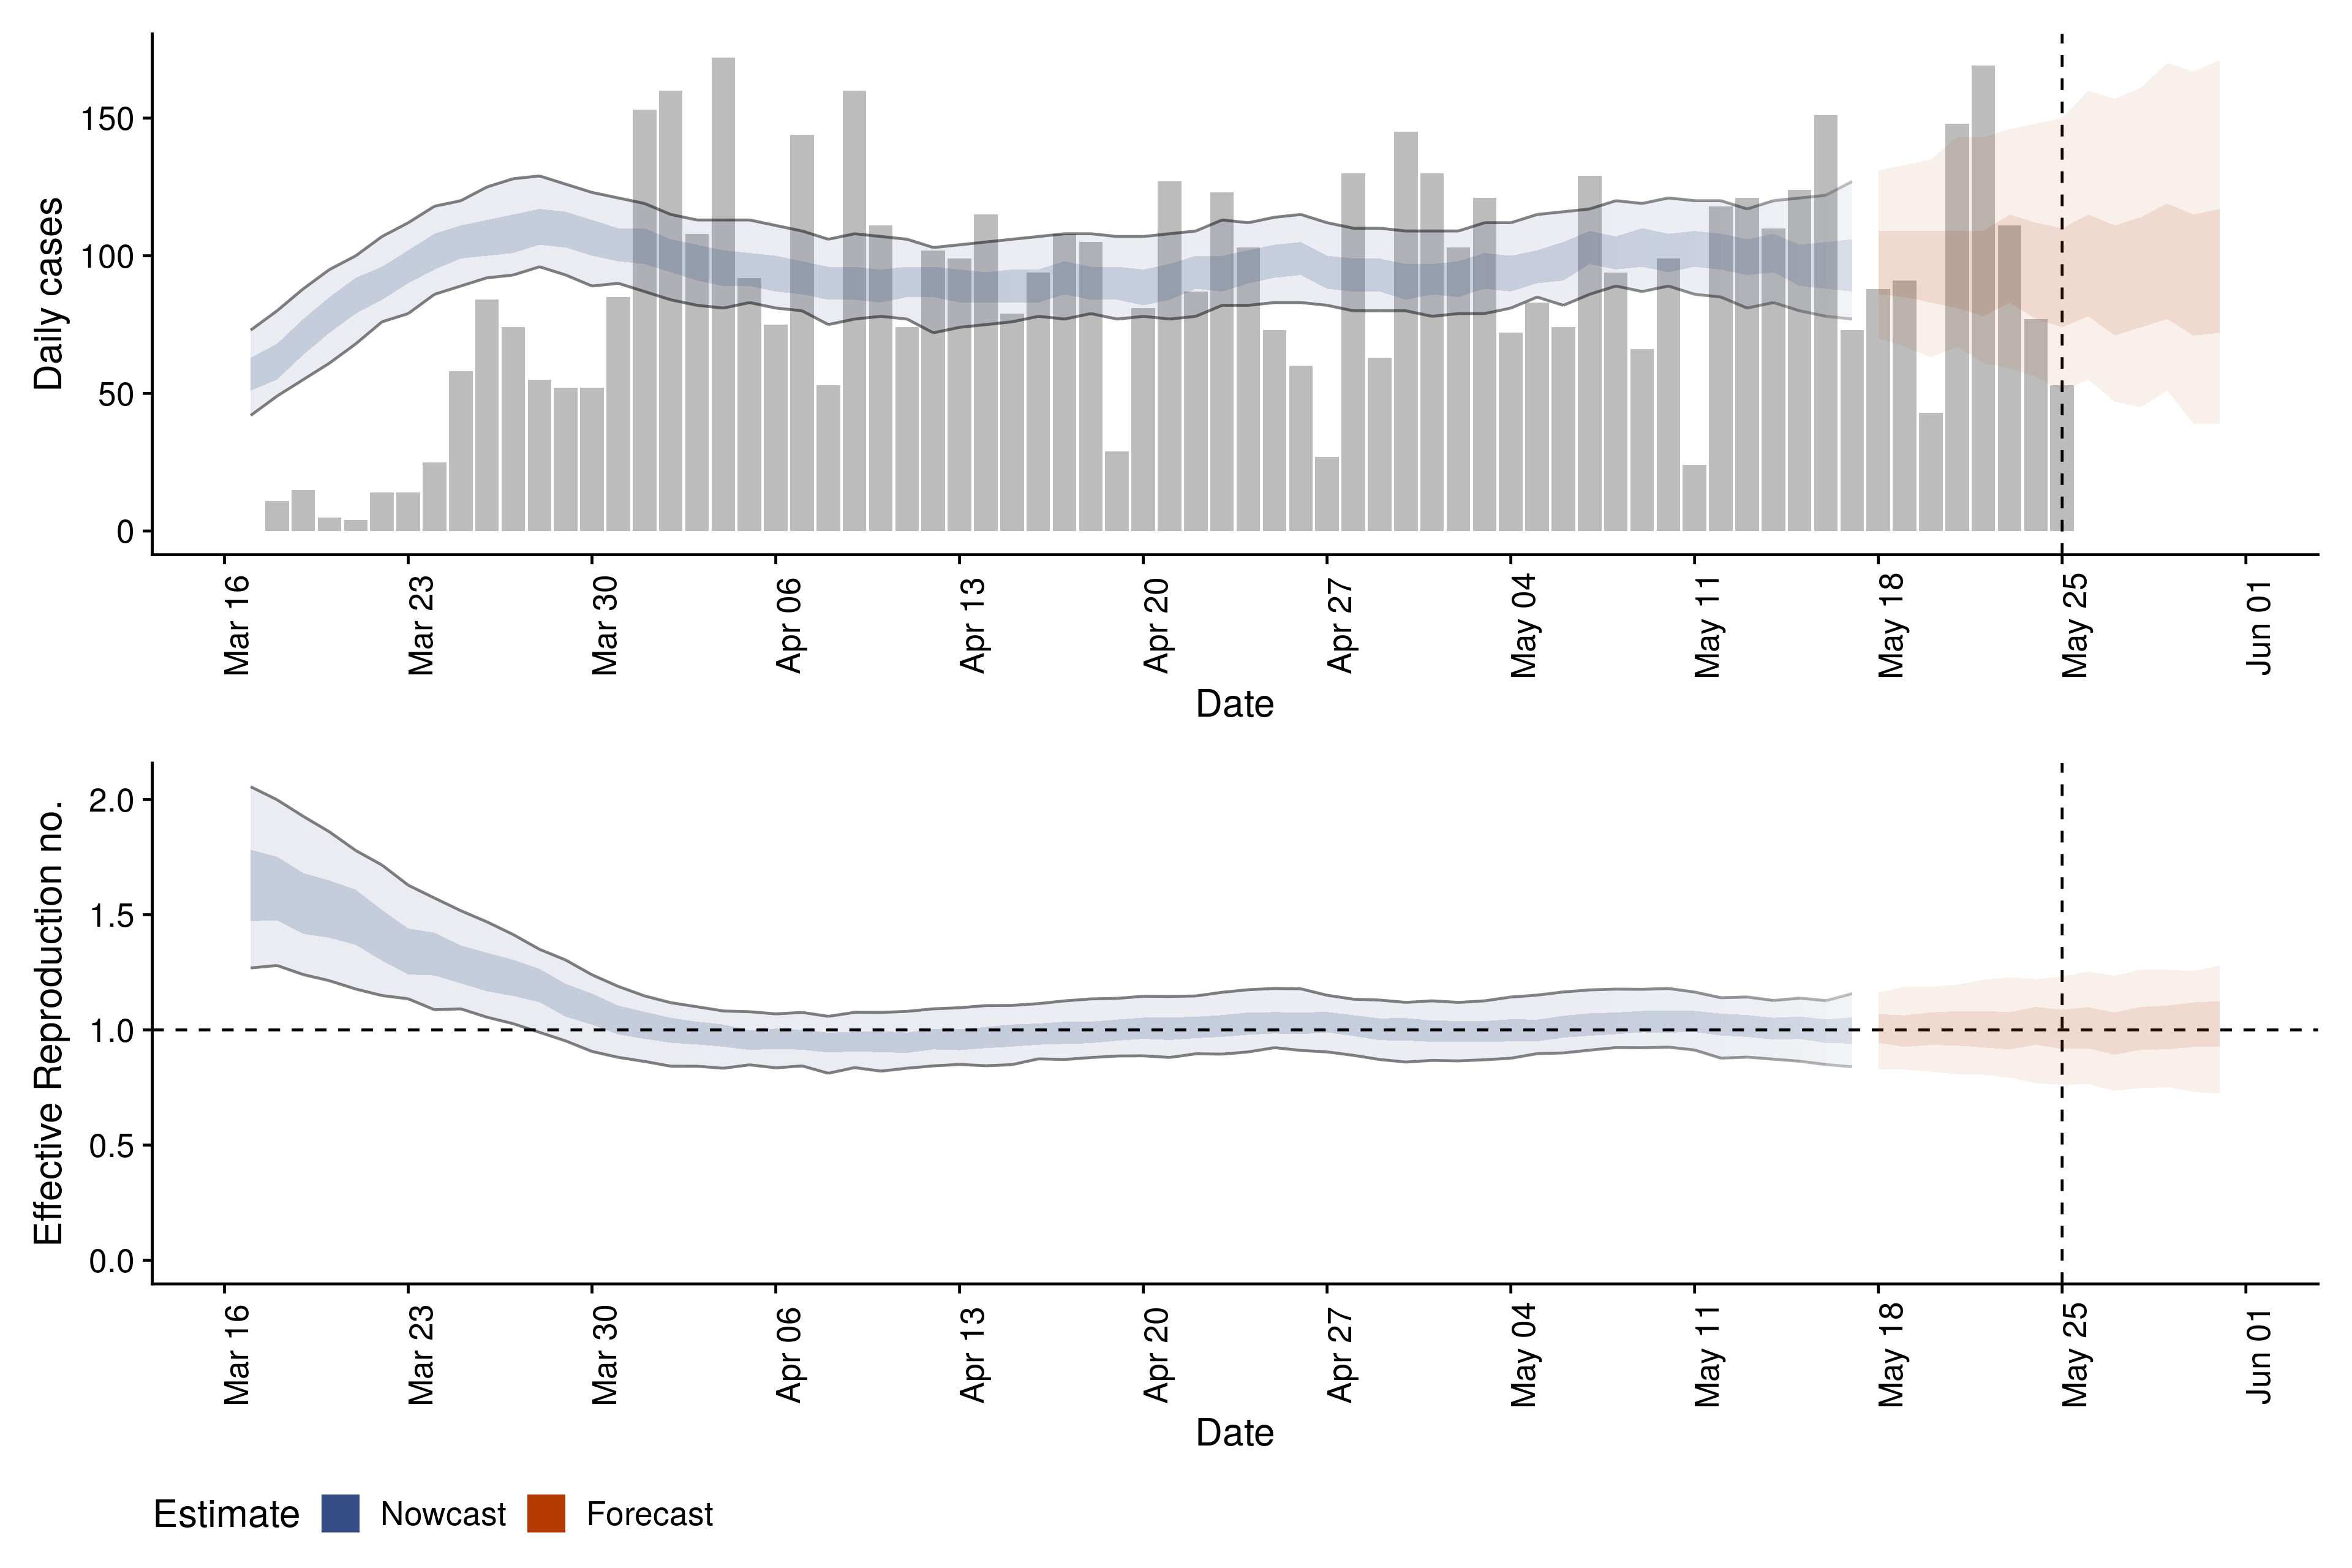 Daily cases
150
100
50
0
Mar 16
Mar 23
Mar 30
Apr 06
Apr 13
Apr 20
Apr 27
May 04
May 11
May 18
May 25
Jun 01
Date
Effective Reproduction no.
2.0
1.5
1.0
0.5
0.0
Mar 16
Mar 23
Mar 30
Apr 06
Apr 13
Apr 20
Apr 27
May 04
May 11
May 18
May 25
Jun 01
Date
Estimate Nowcast Forecast